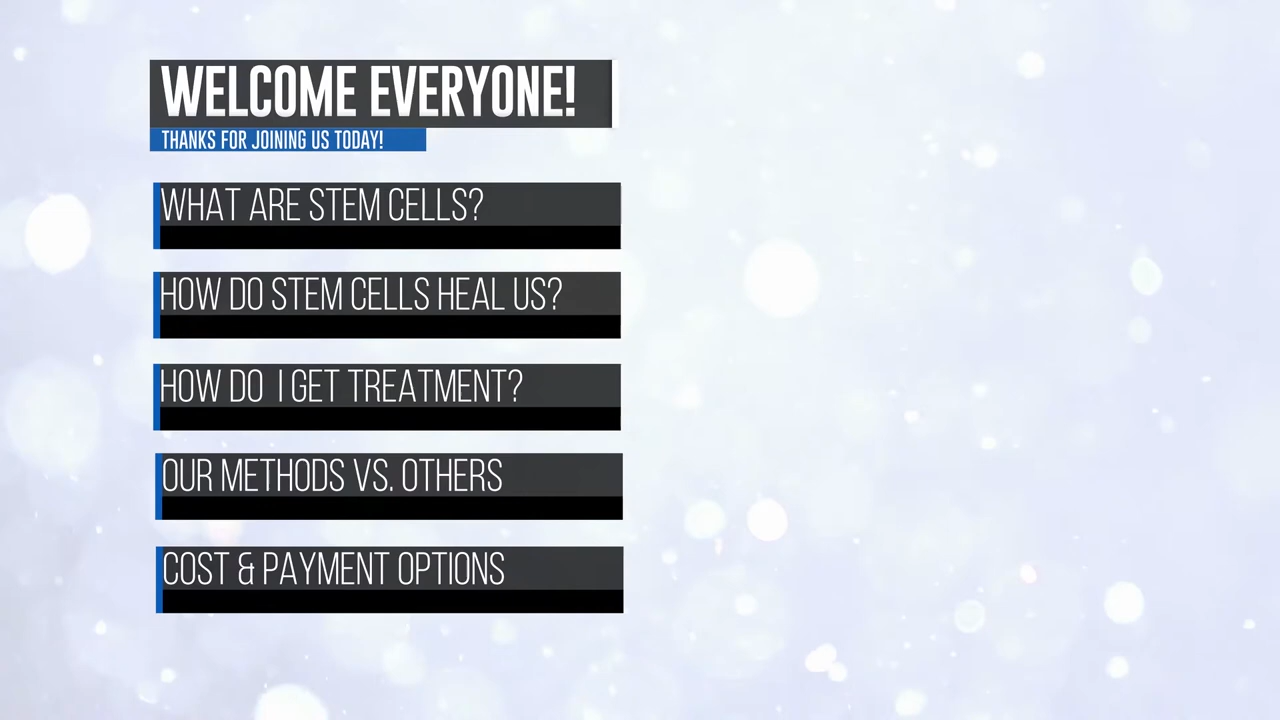 WELCOME EVERYONE!
THANKS FOR JOINING US TODAY!
WHAT ARE STEM CELLS?
HOW DO STEM CELLS HEAL US?
HOW DO I GET TREATMENT?
OUR METHODS VS. OTHERS
COST & PAYMENT OPTIONS